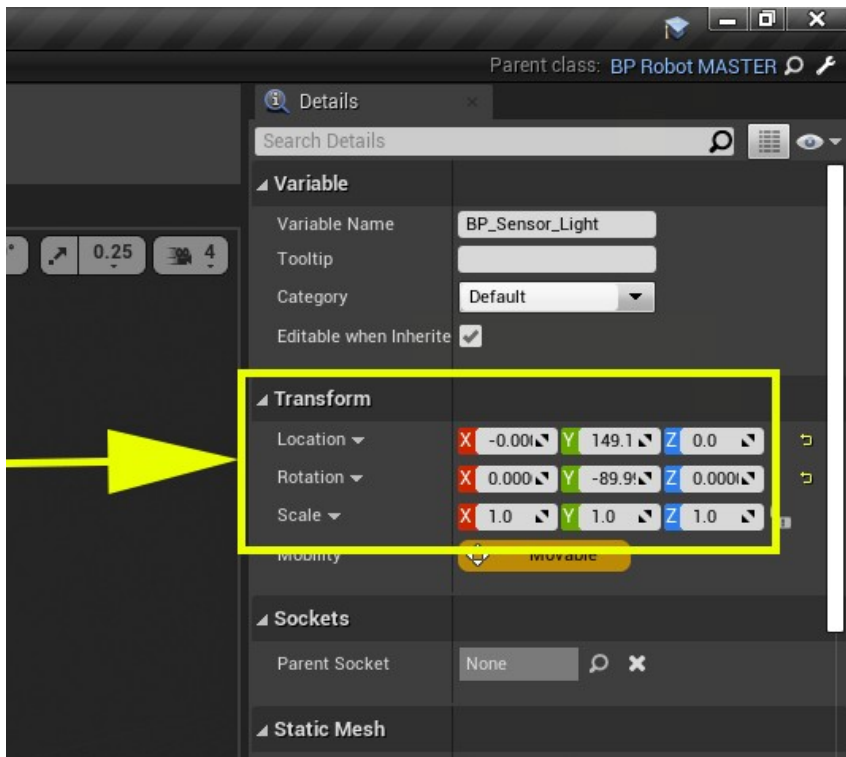 Parent class: BP Robot MASTER
Details
Search Details
Variable
Variable Name BP_Sensor_Light
0.25 4
Tooltip
Category Default
Editable when Inherite
Transform
Location X -0.00 Y 149.1 Z 0.0
Rotation X 0.000 Y -89.9 Z 0.000
Scale X 1.0 Y 1.0 Z 1.0
Mobility Movable
Sockets
Parent Socket None
Static Mesh